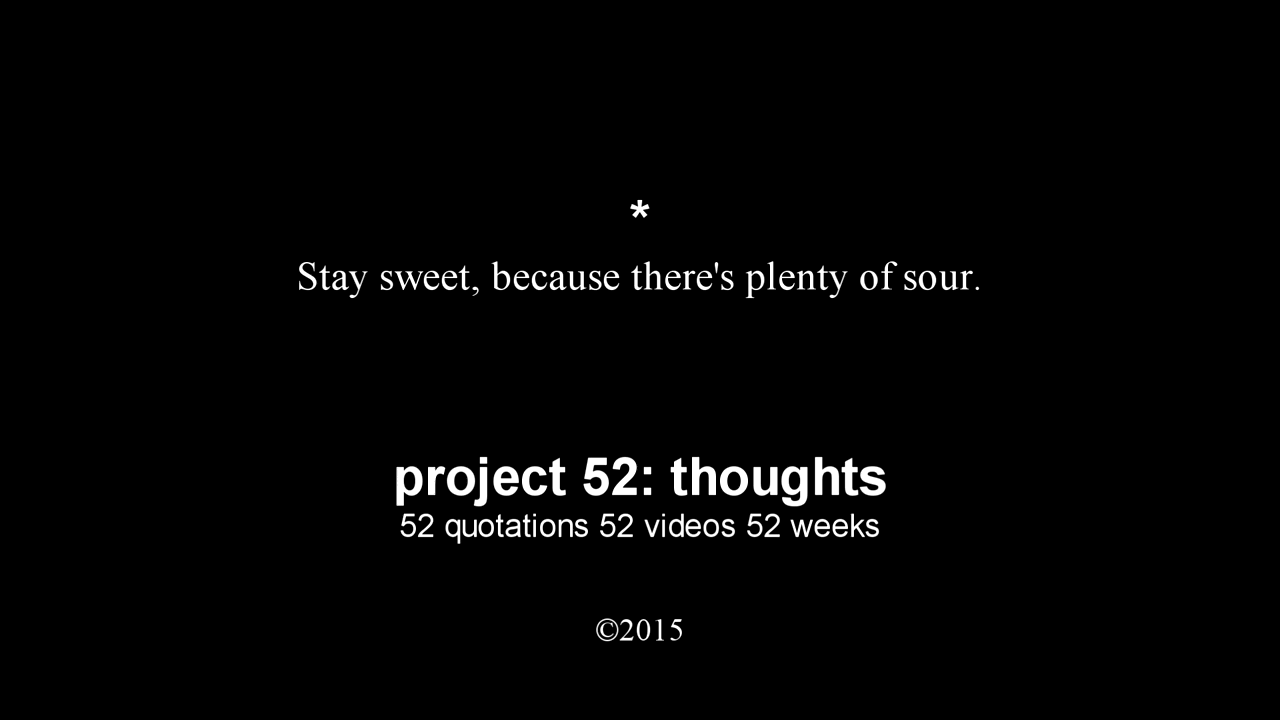 *
Stay sweet, because there's plenty of sour.
project 52: thoughts
52 quotations 52 videos 52 weeks
©2015